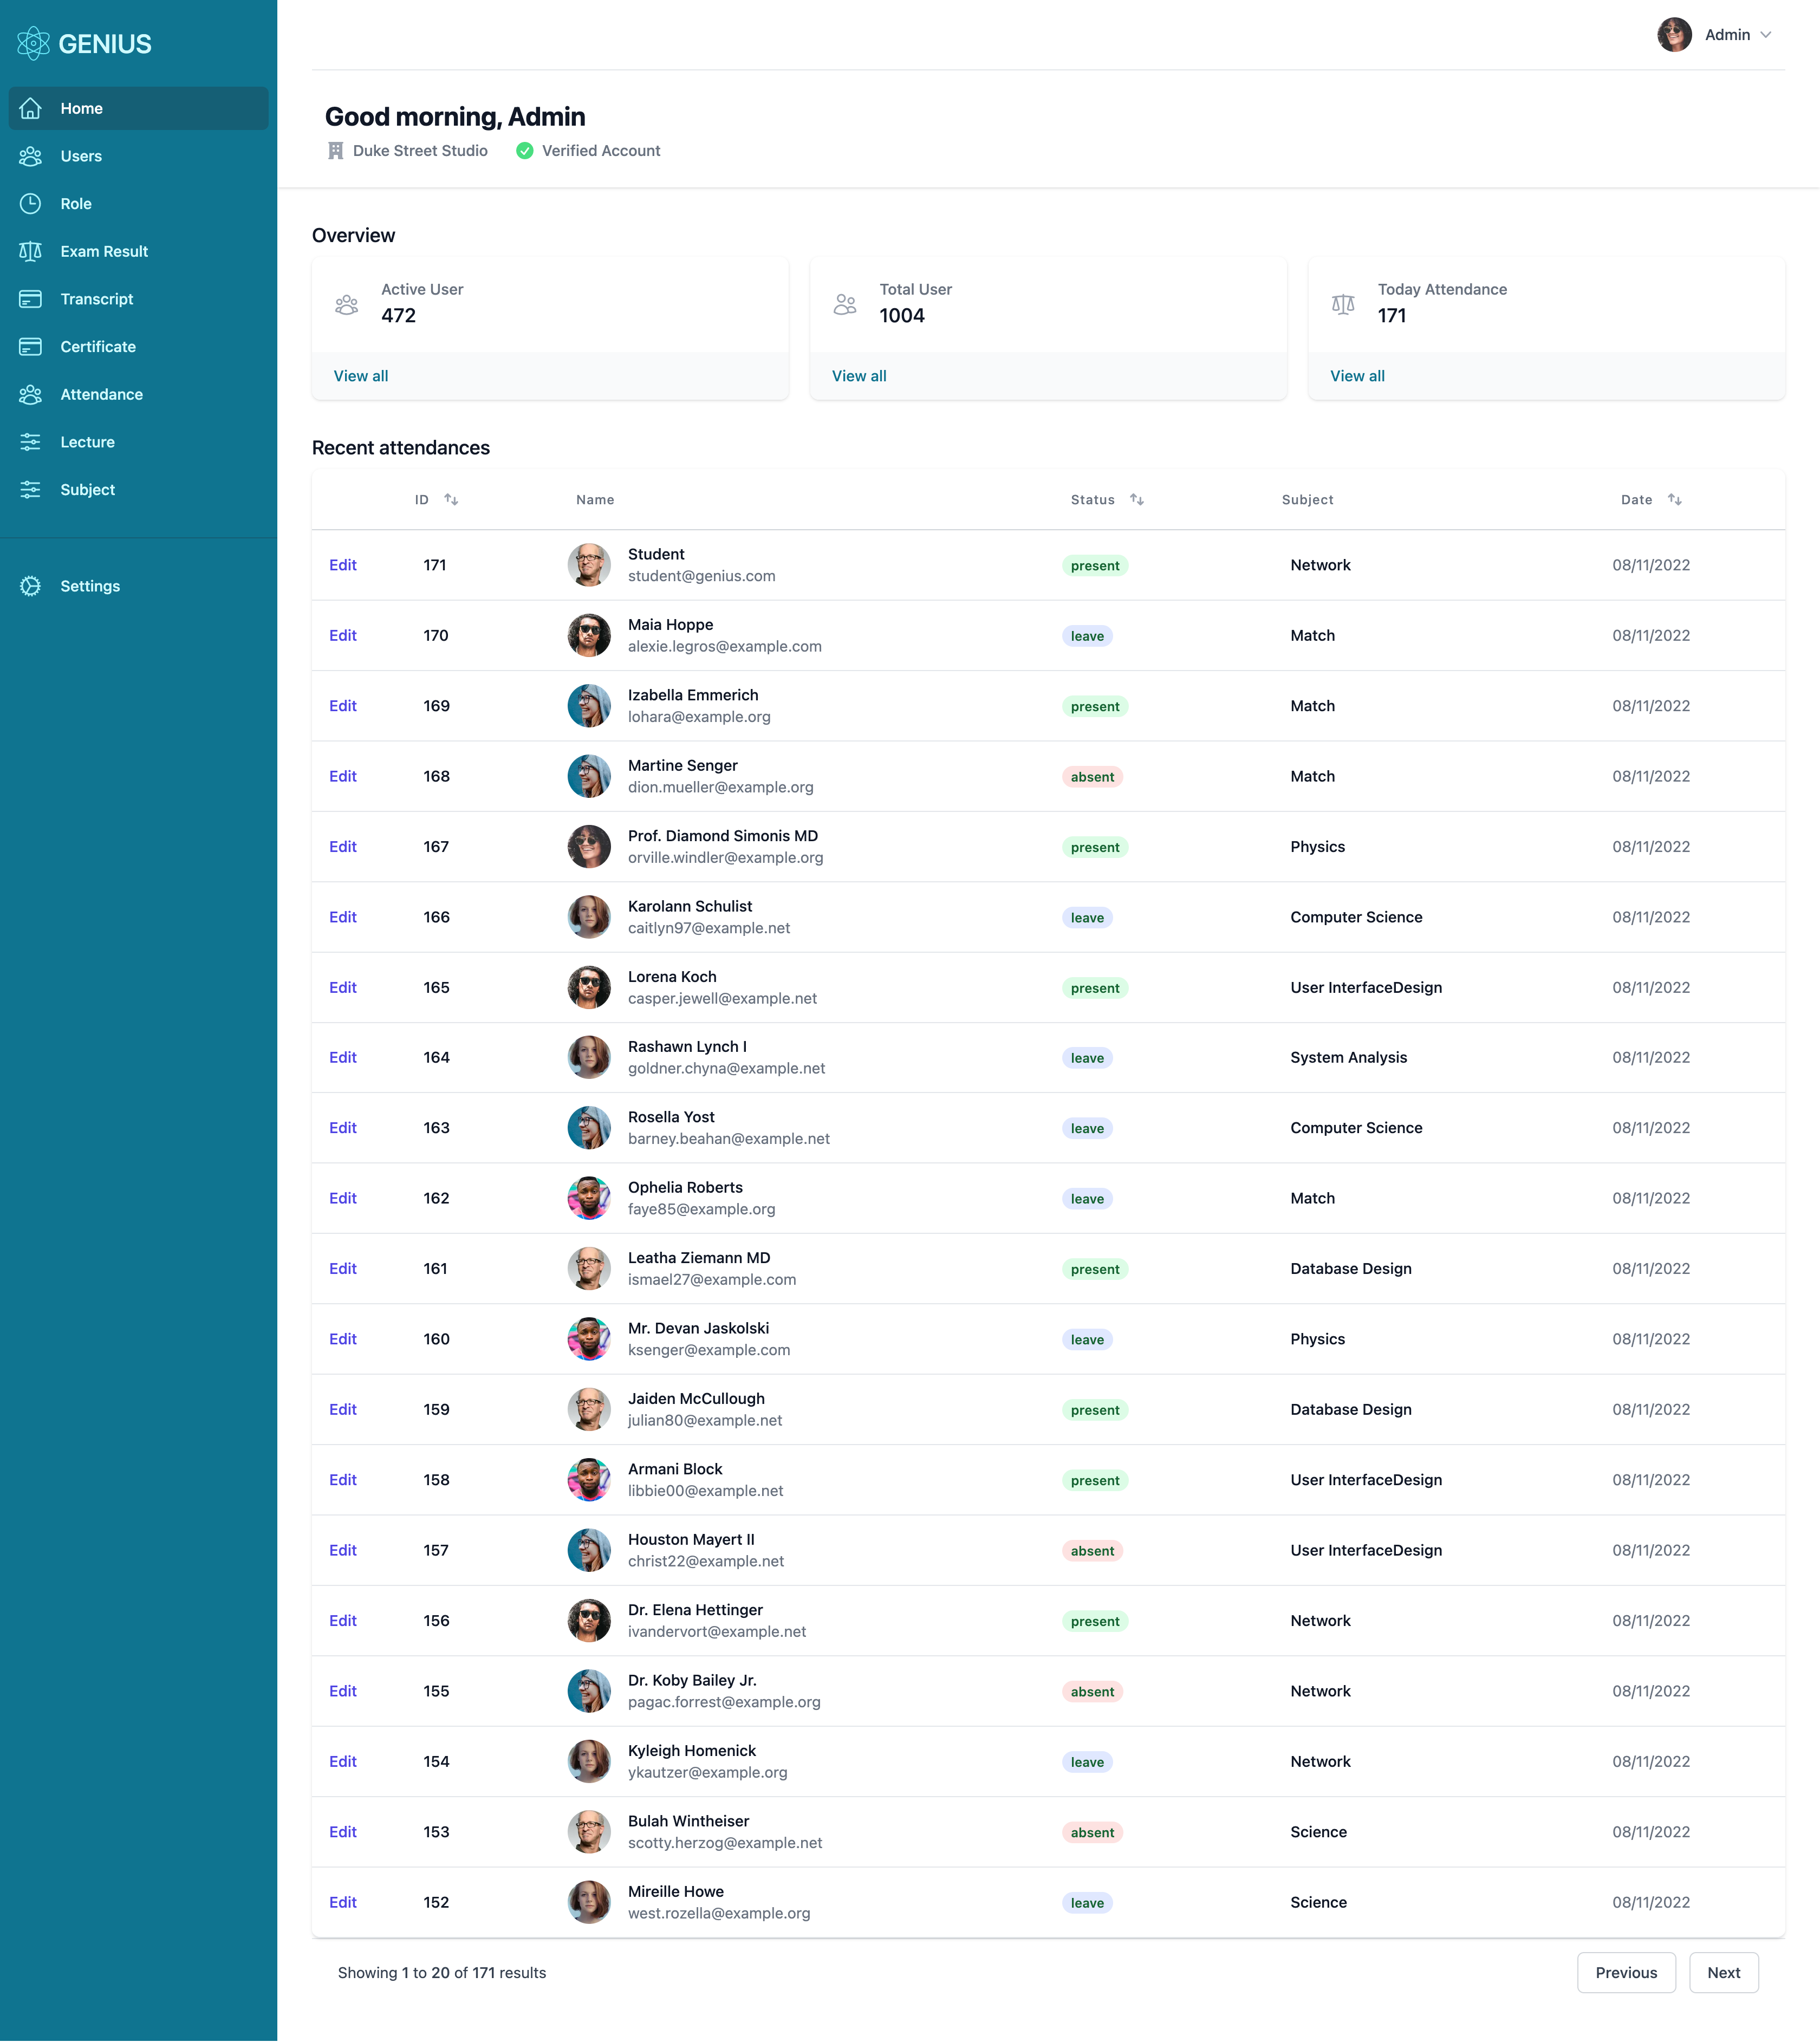 GENIUS
Home
Users
Role
Exam Result
Transcript
Certificate
Attendance
Lecture
Subject
Settings
Admin
Good morning, Admin
Duke Street Studio Verified Account
Overview
Active User
472
View all
Total User
1004
View all
Today Attendance
171
View all
Recent attendances
ID Name Status Subject Date
Edit 171 Student present Network 08/11/2022
student@genius.com
Edit 170 Maia Hoppe leave Match 08/11/2022
alexie.legros@example.com
Edit 169 Izabella Emmerich present Match 08/11/2022
lohara@example.org
Edit 168 Martine Senger absent Match 08/11/2022
dion.mueller@example.org
Edit 167 Prof. Diamond Simonis MD present Physics 08/11/2022
orville.windler@example.org
Edit 166 Karolann Schulist leave Computer Science 08/11/2022
caitlyn97@example.net
Edit 165 Lorena Koch present User InterfaceDesign 08/11/2022
casper.jewell@example.net
Edit 164 Rashawn Lynch I leave System Analysis 08/11/2022
goldner.chyna@example.net
Edit 163 Rosella Yost leave Computer Science 08/11/2022
barney.beahan@example.net
Edit 162 Ophelia Roberts leave Match 08/11/2022
faye85@example.org
Edit 161 Leatha Ziemann MD present Database Design 08/11/2022
ismael27@example.com
Edit 160 Mr. Devan Jaskolski leave Physics 08/11/2022
ksenger@example.com
Edit 159 Jaiden McCullough present Database Design 08/11/2022
julian80@example.net
Edit 158 Armani Block present User InterfaceDesign 08/11/2022
libbie00@example.net
Edit 157 Houston Mayert II absent User InterfaceDesign 08/11/2022
christ22@example.net
Edit 156 Dr. Elena Hettinger present Network 08/11/2022
ivandervort@example.net
Edit 155 Dr. Koby Bailey Jr. absent Network 08/11/2022
pagac.forrest@example.org
Edit 154 Kyleigh Homenick leave Network 08/11/2022
ykautzer@example.org
Edit 153 Bulah Wintheiser absent Science 08/11/2022
scotty.herzog@example.net
Edit 152 Mireille Howe leave Science 08/11/2022
west.rozella@example.org
Showing 1 to 20 of 171 results
Previous Next